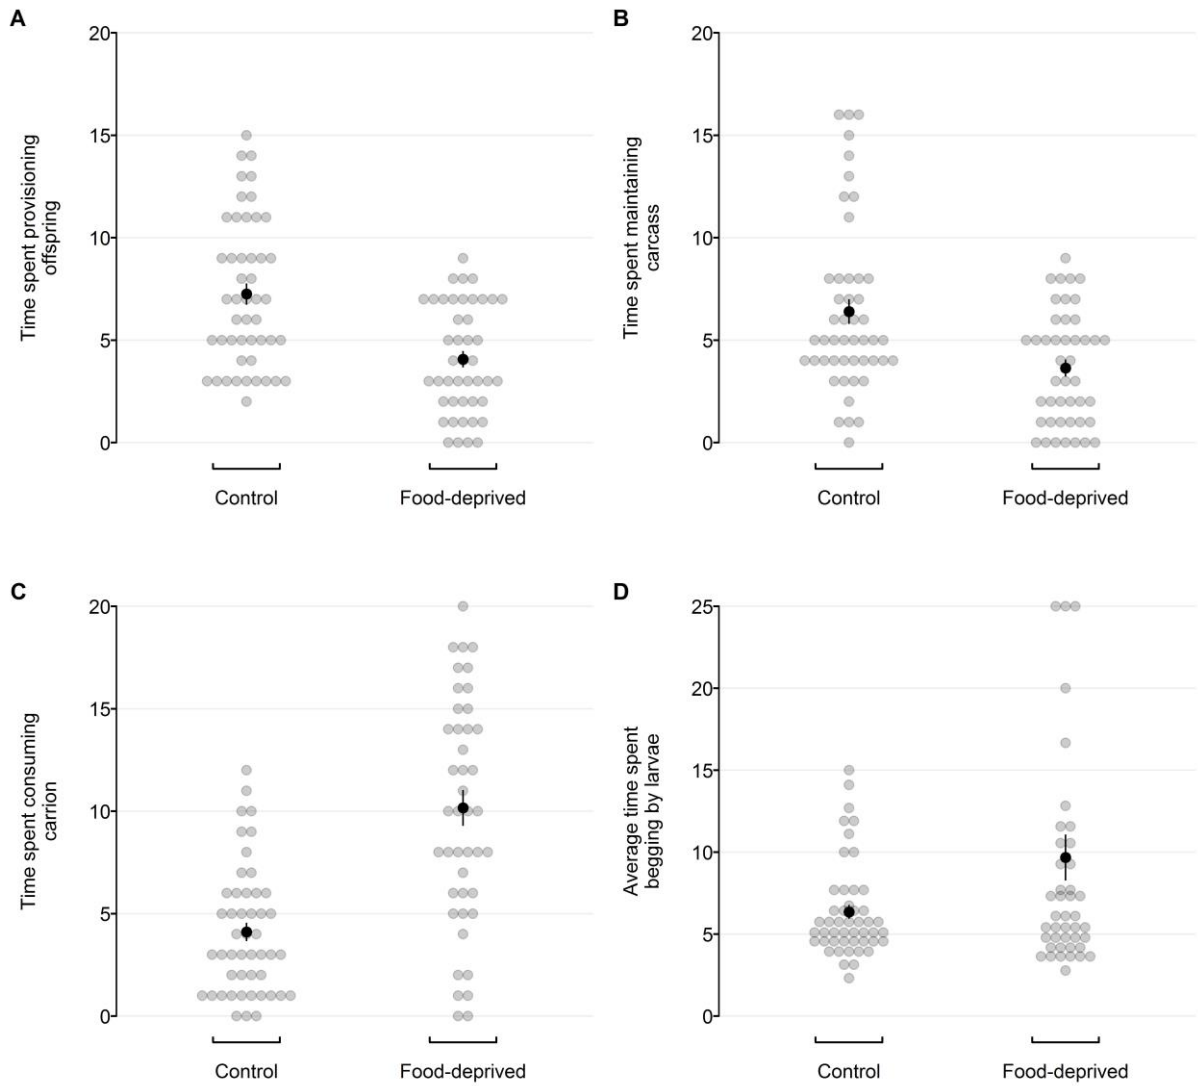 A
20
15
10
5
0
Time spent provisioning
offspring
Control
Food-deprived
B
20
15
10
5
0
Time spent maintaining
carcass
Control
Food-deprived
C
20
15
10
5
0
Time spent consuming
carrion
Control
Food-deprived
D
25
20
15
10
5
0
Average time spent
begging by larvae
Control
Food-deprived